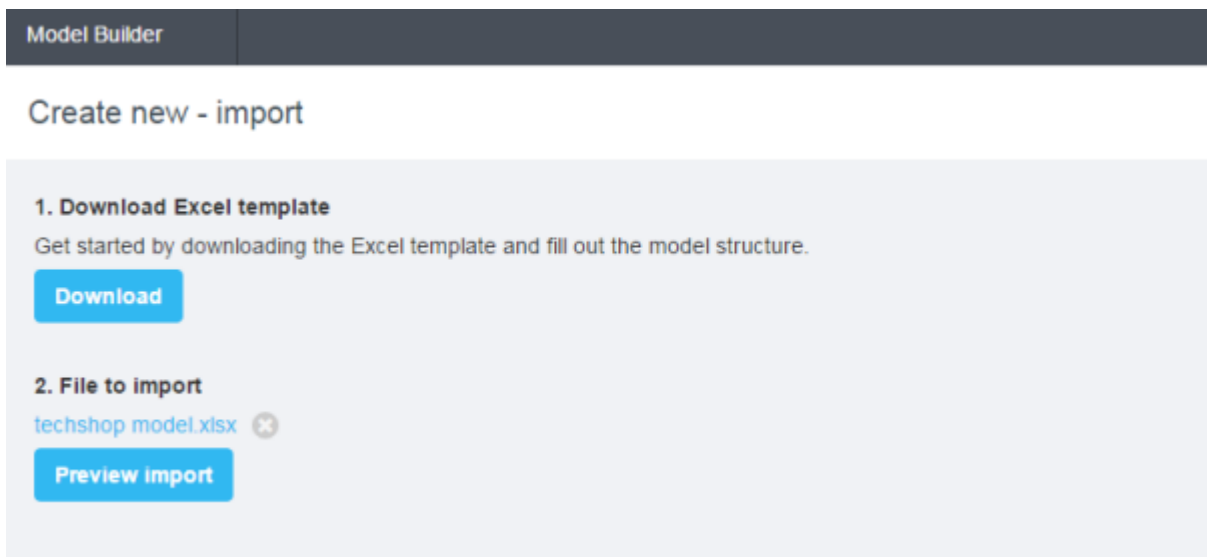 Model Builder
Create new - import
1. Download Excel template
Get started by downloading the Excel template and fill out the model structure.
Download
2. File to import
techshop model.xlsx
Preview import